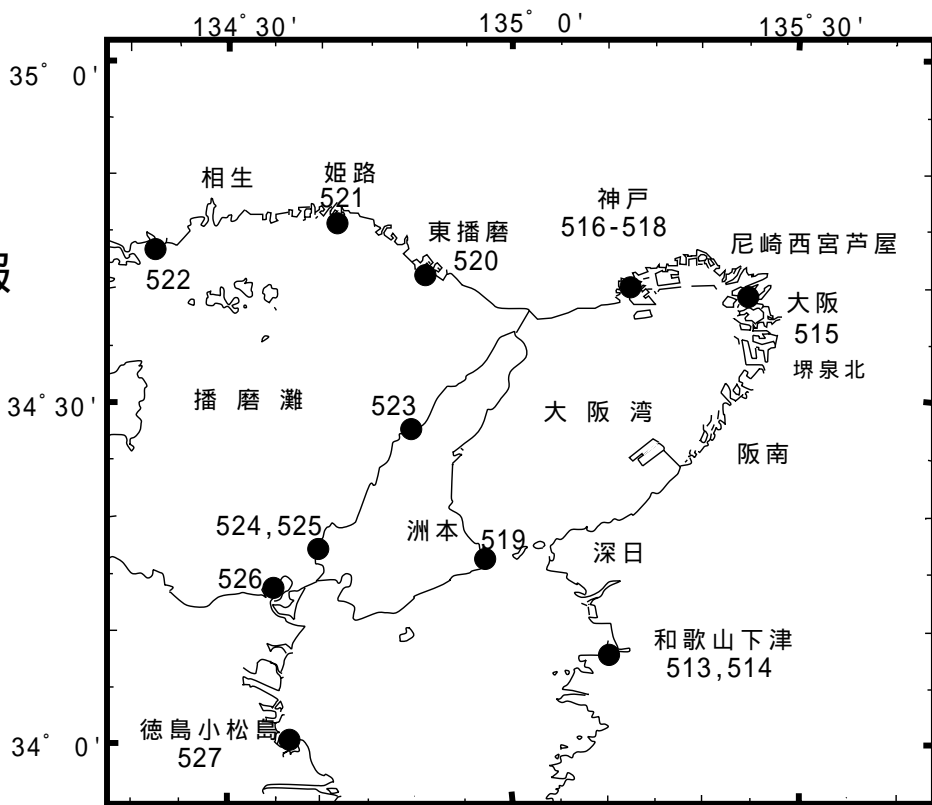 134° 30'
135° 0'
135° 30'
35° 0'
相生
姫路
521
神戸
516-518
東播磨
520
尼崎西宮芦屋
報
522
大阪
515
堺泉北
播磨灘
523
大阪湾
34° 30'
阪南
524,525
洲本
519
深日
526
和歌山下津
513,514
徳島小松島
527
34° 0'